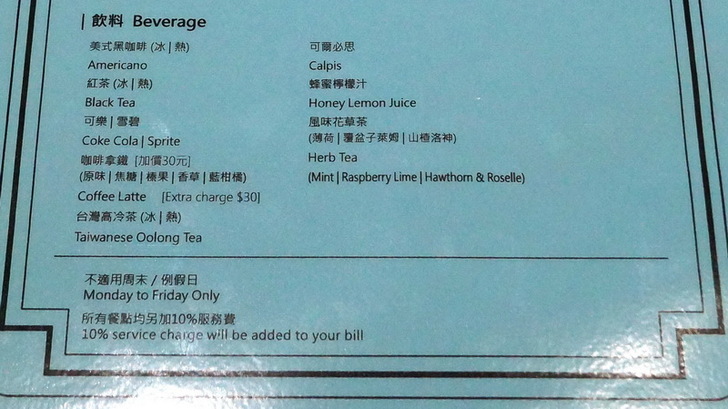 | 飲料 Beverage
美式黑咖啡 (冰 | 熱)
Americano
紅茶 (冰 | 熱)
Black Tea
可樂 | 雪碧
Coke Cola | Sprite
咖啡拿鐵 [加價30元]
(原味 | 焦糖 | 榛果 | 香草 | 藍柑橘)
Coffee Latte [Extra charge $30]
台灣高冷茶 (冰 | 熱)
Taiwanese Oolong Tea
可爾必思
Calpis
蜂蜜檸檬汁
Honey Lemon Juice
風味花草茶
(薄荷 | 覆盆子萊姆 | 山楂洛神)
Herb Tea
(Mint | Raspberry Lime | Hawthorn & Roselle)
不適用周末 / 例假日
Monday to Friday Only
所有餐點均另加10%服務費
10% service charge will be added to your bill